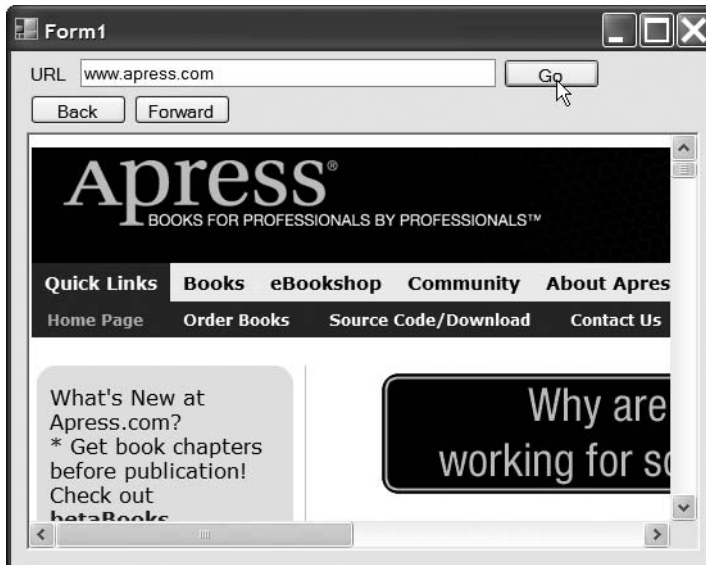 Form1
URL www.apress.com Go
Back Forward
Apress®
BOOKS FOR PROFESSIONALS BY PROFESSIONALS™
Quick Links Books eBookshop Community About Apres
Home Page Order Books Source Code/Download Contact Us
What's New at
Apress.com?
* Get book chapters
before publication!
Check out
betaBooks
Why are
working for so